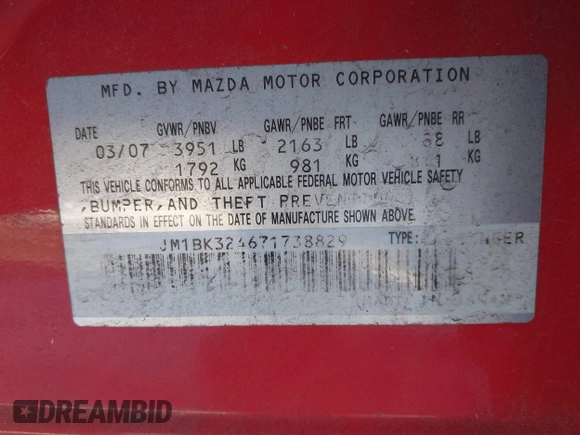 MFD. BY MAZDA MOTOR CORPORATION
DATE GVWR/PNBV GAWR/PNBE FRT GAWR/PNBE RR
03/07 3951 LB 2163 LB LB
1792 KG 981 KG KG
THIS VEHICLE CONFORMS TO ALL APPLICABLE FEDERAL MOTOR VEHICLE SAFETY
,BUMPER,AND THEFT
STANDARDS IN EFFECT ON THE DATE OF MANUFACTURE SHOWN ABOVE.
JM1BK324671738829 TYPE:
DREAMBID